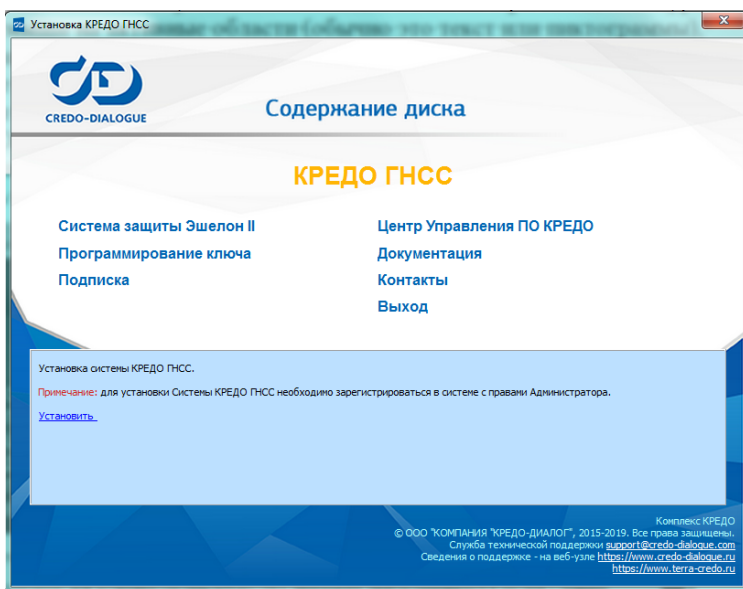 Установка КРЕДО ГНСС
CREDO-DIALOGUE
Содержание диска
КРЕДО ГНСС
Система защиты Эшелон II
Программирование ключа
Подписка
Центр Управления ПО КРЕДО
Документация
Контакты
Выход
Установка системы КРЕДО ГНСС.
Примечание: для установки Системы КРЕДО ГНСС необходимо зарегистрироваться в системе с правами Администратора.
Установить
Комплекс КРЕДО
© ООО "КОМПАНИЯ "КРЕДО-ДИАЛОГ", 2015-2019. Все права защищены.
Служба технической поддержки support@credo-dialogue.com
Сведения о поддержке - на веб-узле https://www.credo-dialogue.ru
https://www.terra-credo.ru